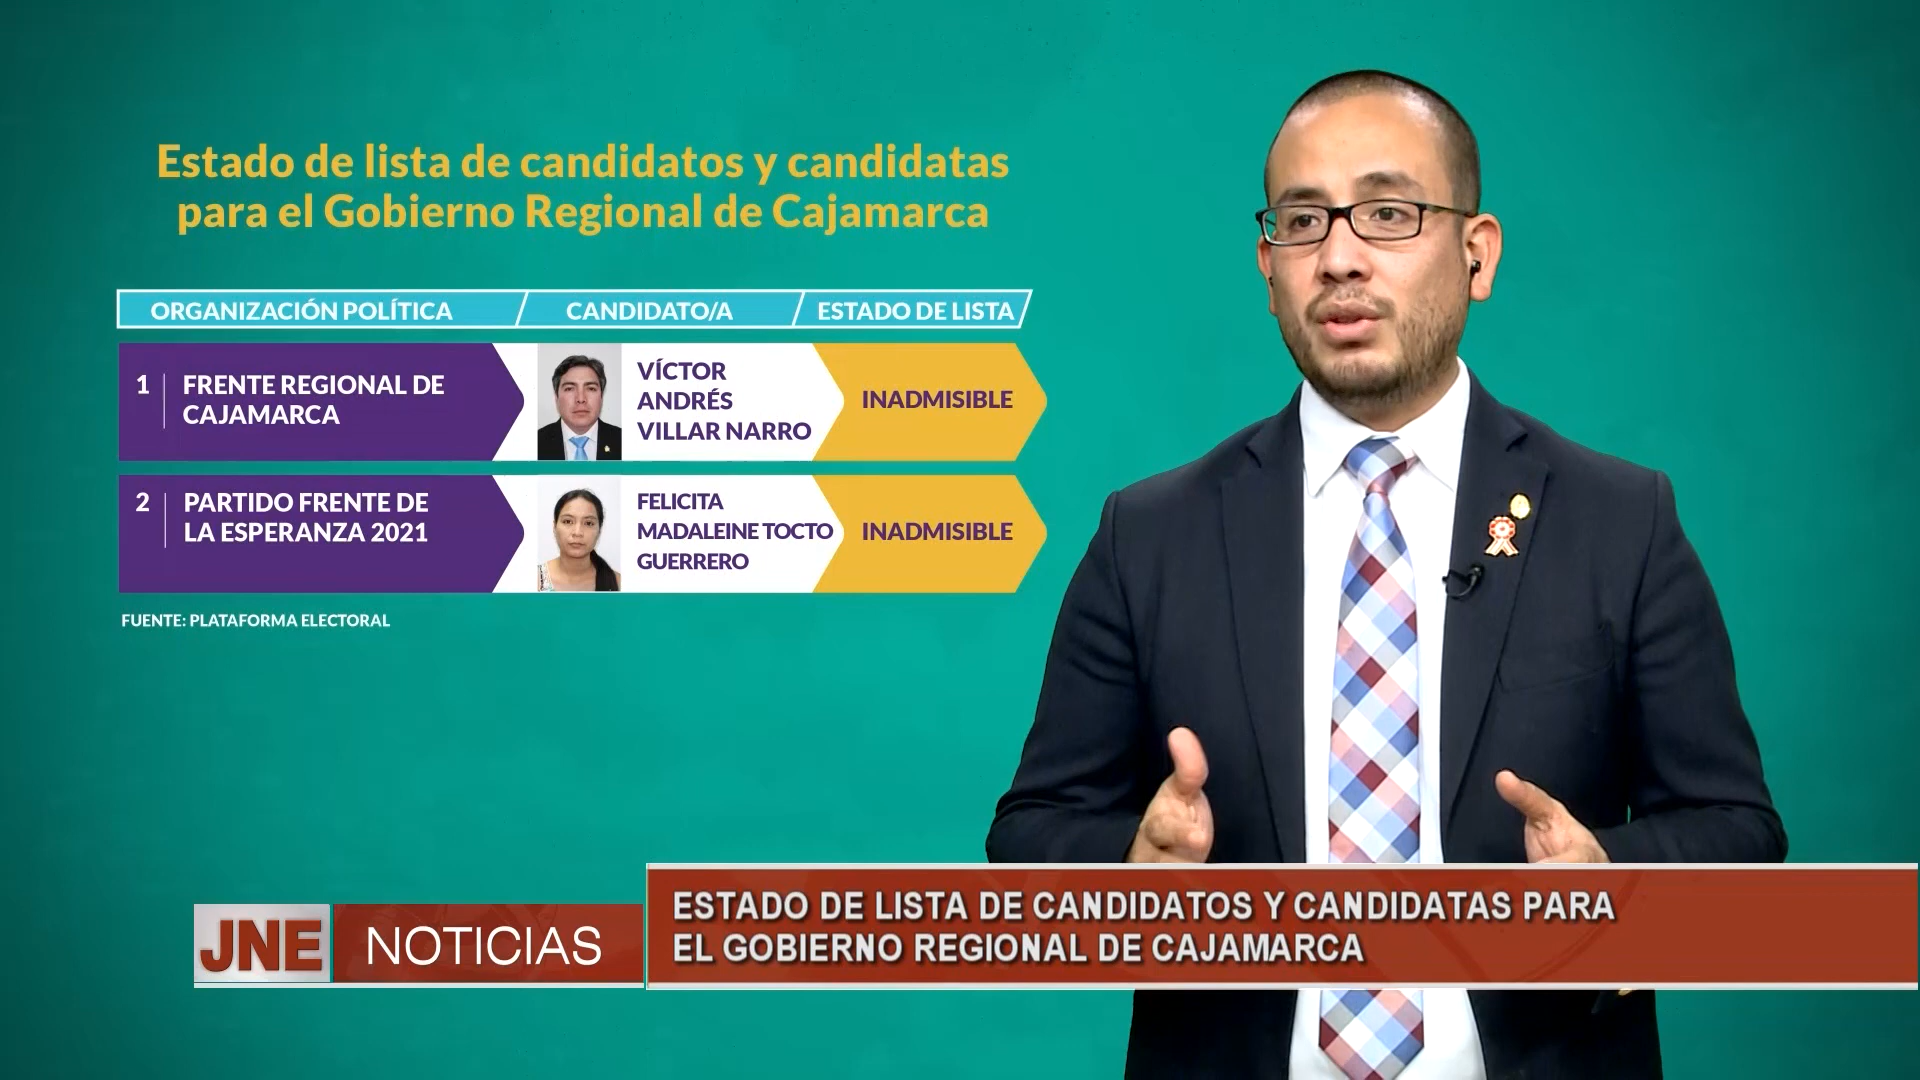 Estado de lista de candidatos y candidatas
para el Gobierno Regional de Cajamarca
ORGANIZACIÓN POLÍTICA CANDIDATO/A ESTADO DE LISTA
1 FRENTE REGIONAL DE
CAJAMARCA
VÍCTOR
ANDRÉS
VILLAR NARRO
INADMISIBLE
2 PARTIDO FRENTE DE
LA ESPERANZA 2021
FELICITA
MADALEINE TOCTO
GUERRERO
INADMISIBLE
FUENTE: PLATAFORMA ELECTORAL
JNE NOTICIAS
ESTADO DE LISTA DE CANDIDATOS Y CANDIDATAS PARA
EL GOBIERNO REGIONAL DE CAJAMARCA